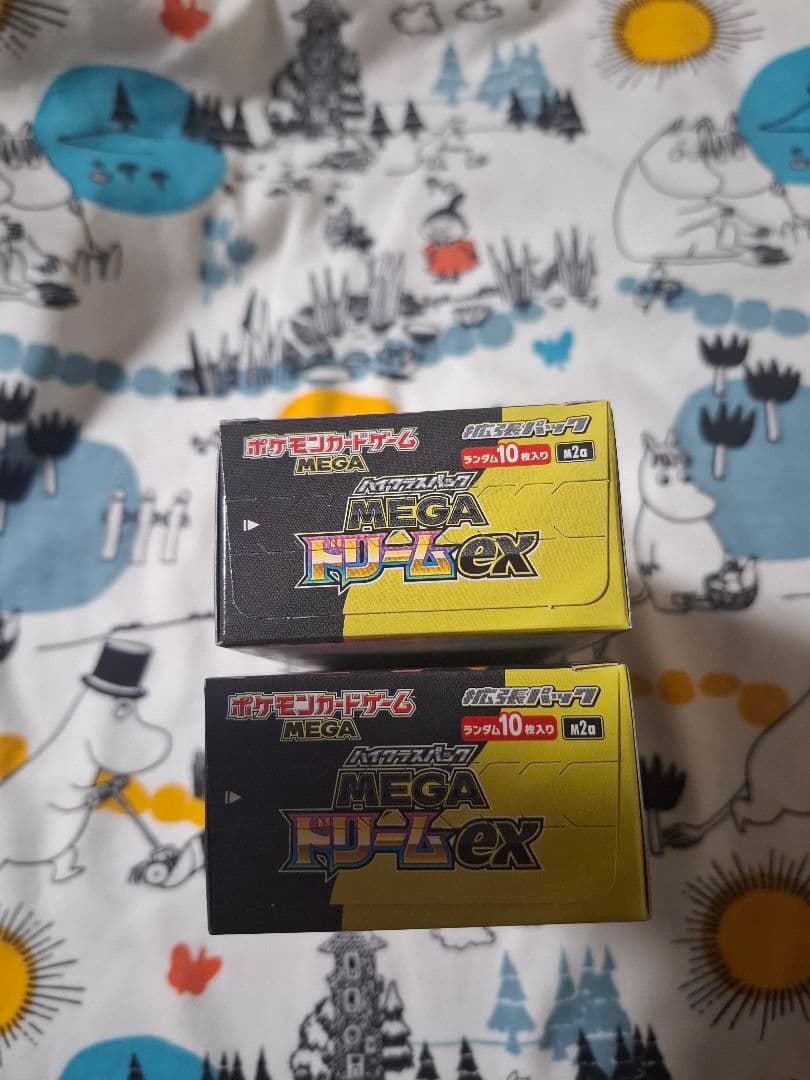 ポケモンカードゲーム
MEGA
拡張パック
ランダム10枚入り M2a
ハイクラスパック
MEGA
ドリームex
ポケモンカードゲーム
MEGA
拡張パック
ランダム10枚入り M2a
ハイクラスパック
MEGA
ドリームex